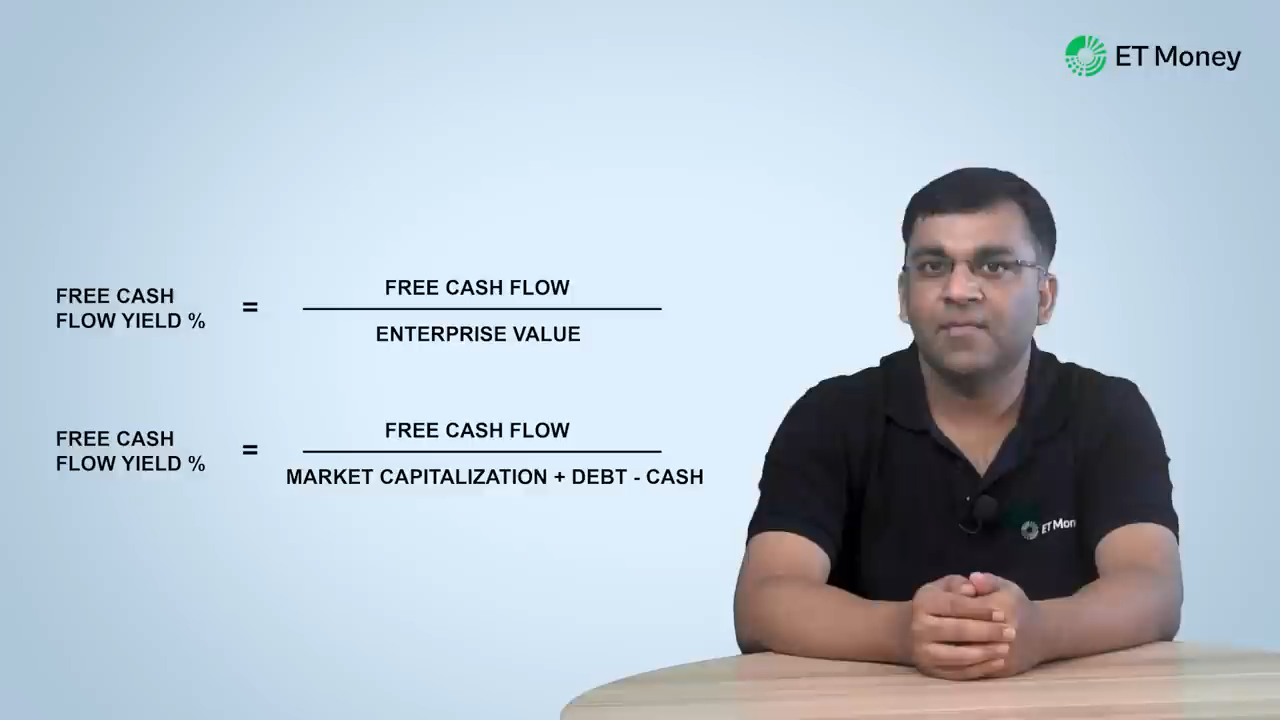 ET Money
FREE CASH
FLOW YIELD %
=
FREE CASH FLOW
ENTERPRISE VALUE
FREE CASH
FLOW YIELD %
=
FREE CASH FLOW
MARKET CAPITALIZATION + DEBT - CASH
ET Mon